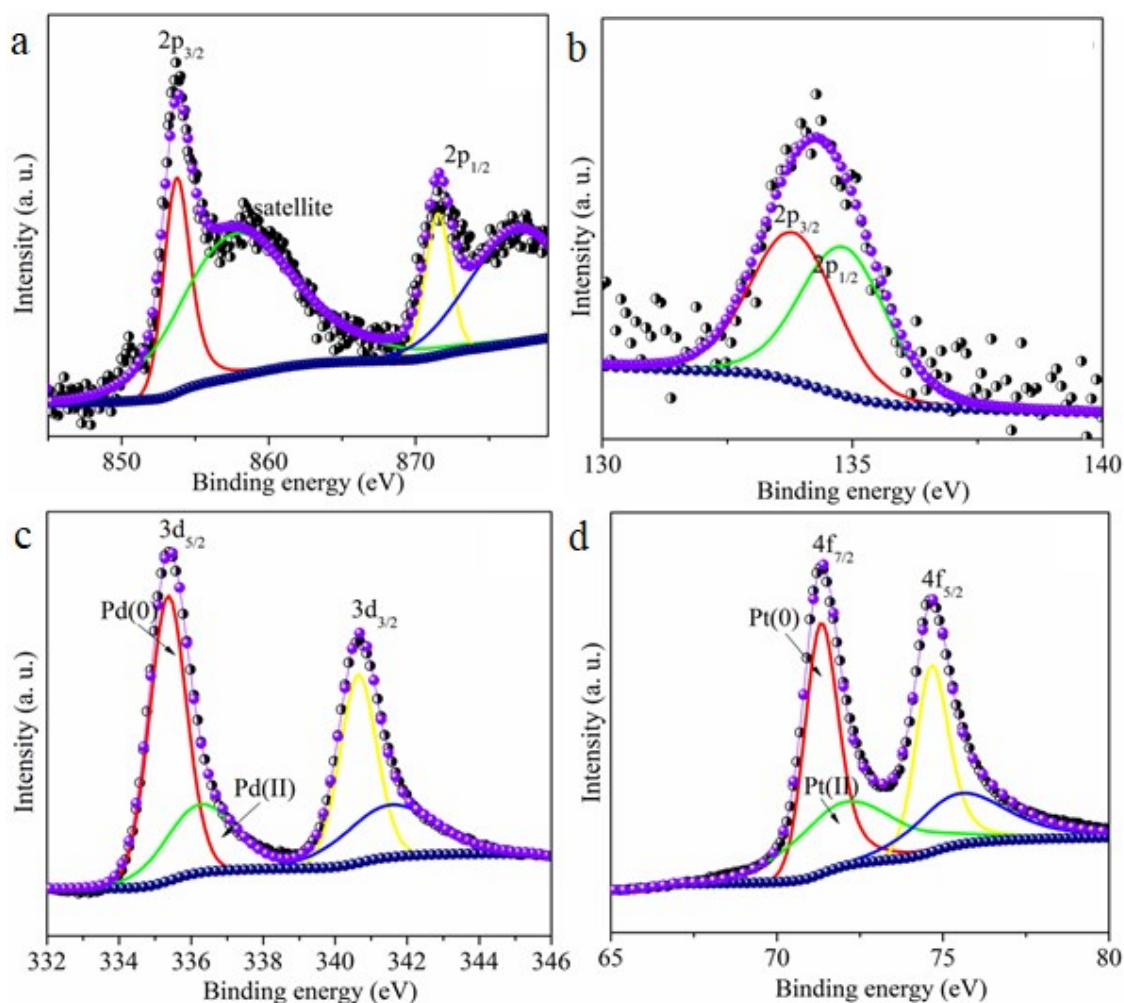 a
2p3/2
satellite
2p1/2
Intensity (a. u.)
850 860 870
Binding energy (eV)
b
2p3/2
2p1/2
Intensity (a. u.)
130 135 140
Binding energy (eV)
c
3d5/2
Pd(0)
3d3/2
Pd(II)
Intensity (a. u.)
332 334 336 338 340 342 344 346
Binding energy (eV)
d
4f7/2
4f5/2
Pt(0)
Pt(II)
Intensity (a. u.)
65 70 75 80
Binding energy (eV)